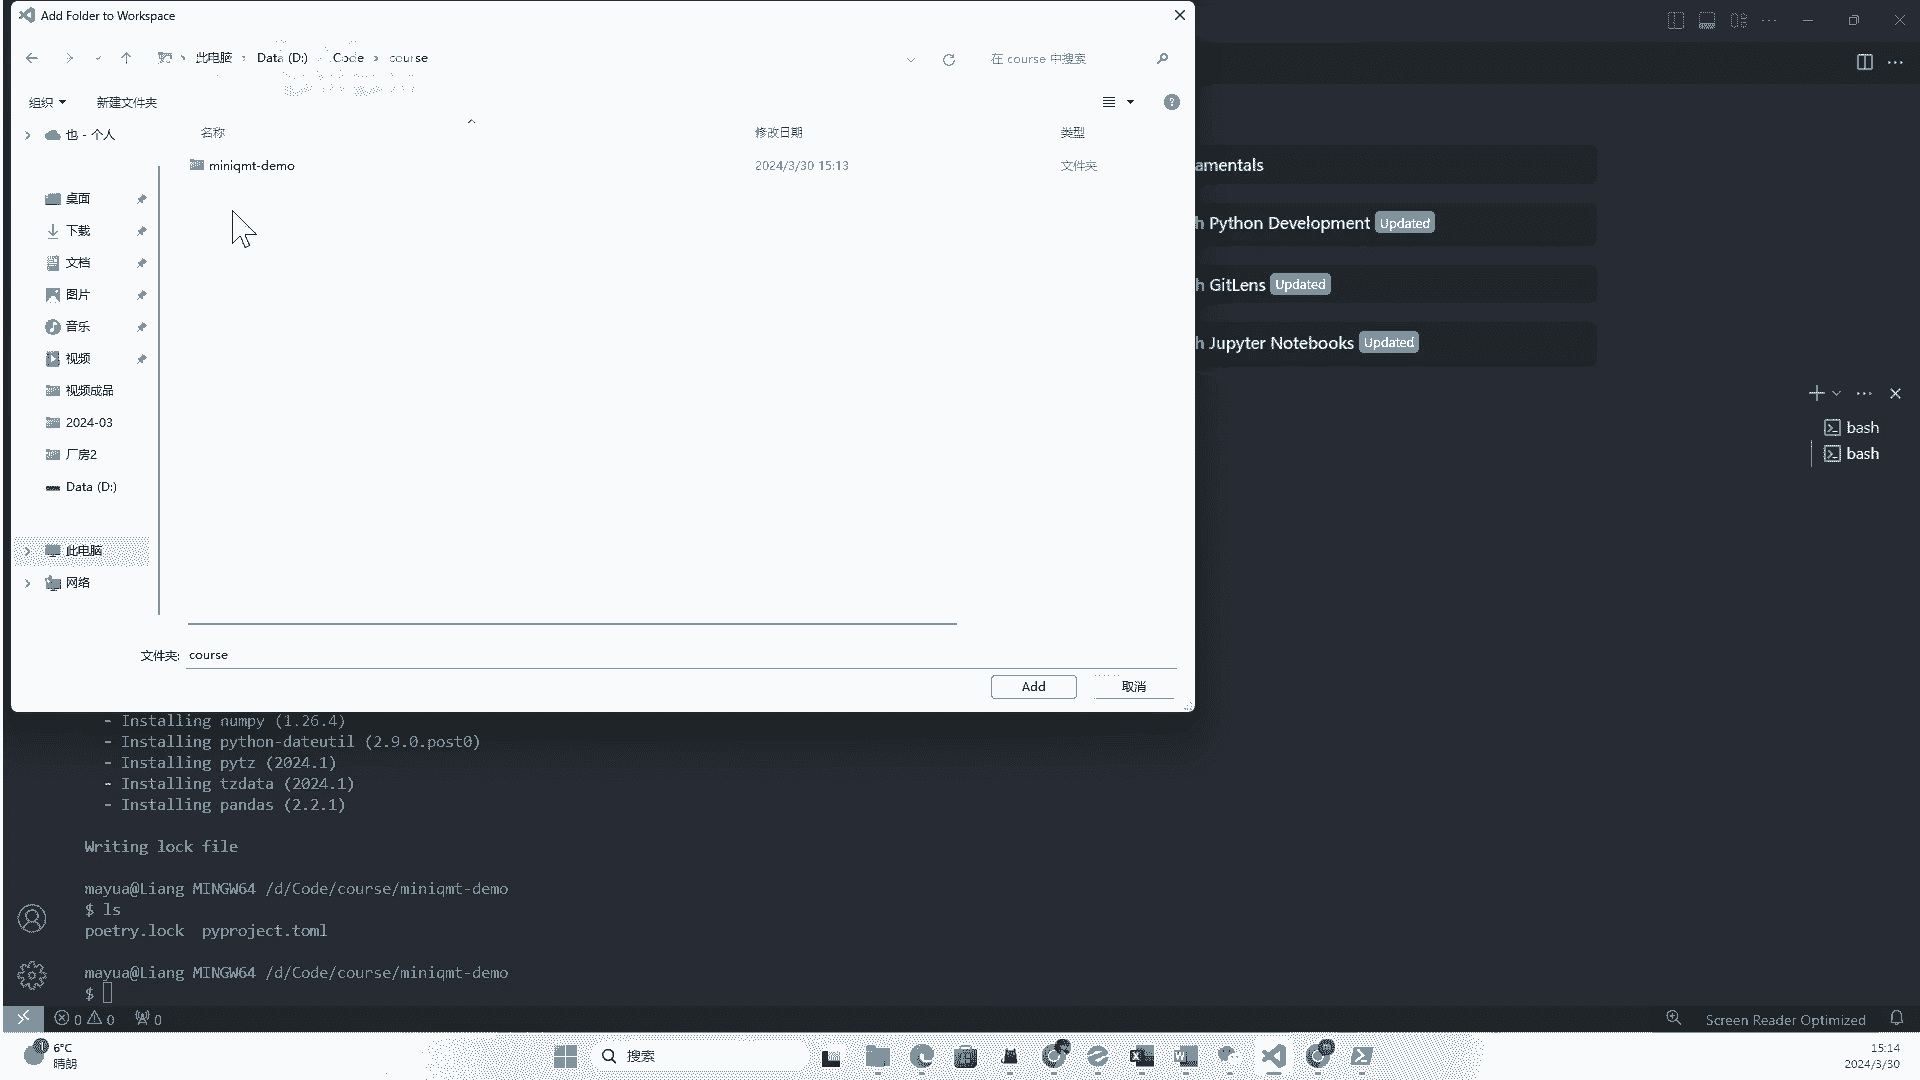 Add Folder to Workspace
此电脑 Data (D:) Code course
在 course 中搜索
组织 新建文件夹
也 - 个人
名称 修改日期 类型
miniqmt-demo 2024/3/30 15:13 文件夹
桌面
下载
文档
图片
音乐
视频
视频成品
2024-03
厂房2
Data (D:)
此电脑
网络
文件夹: course
Add 取消
amentals
h Python Development Updated
h GitLens Updated
h Jupyter Notebooks Updated
bash
bash
- Installing numpy (1.26.4)
- Installing python-dateutil (2.9.0.post0)
- Installing pytz (2024.1)
- Installing tzdata (2024.1)
- Installing pandas (2.2.1)
Writing lock file
mayua@Liang MINGW64 /d/Code/course/miniqmt-demo
$ ls
poetry.lock pyproject.toml
mayua@Liang MINGW64 /d/Code/course/miniqmt-demo
$
0 0 0
Screen Reader Optimized
1
6°C
晴朗
搜索
15:14
2024/3/30